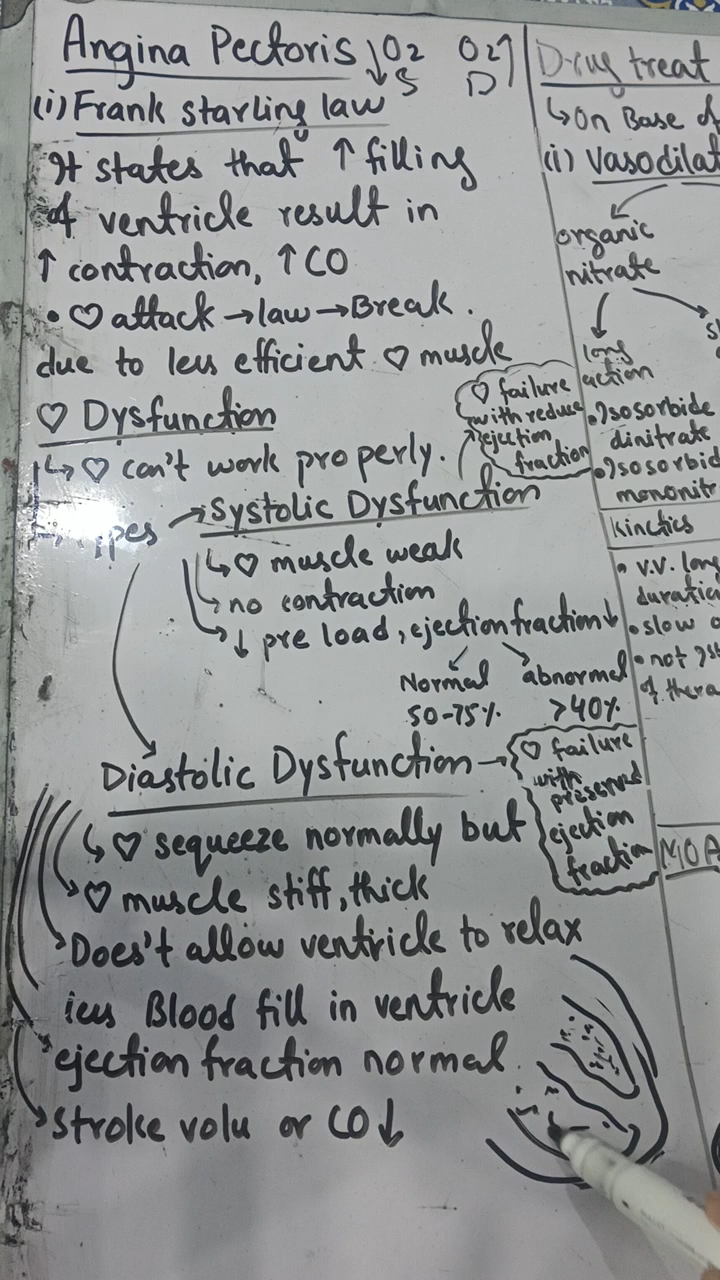 Angina Pectoris ↓O2 S O2↑ D
(i) Frank starling law
It states that ↑ filling
of ventricle result in
↑ contraction, ↑ CO
• ♡ attack → law → Break.
due to less efficient ♡ muscle
♡ Dysfunction
↳ ♡ can't work properly.
→ Systolic Dysfunction
♡ failure
with reduce
ejection
fraction
↳ ♡ muscle weak
→ no contraction
→ ↓ pre load, ejection fraction ↓
Normal
50-75%
abnormal
>40%
Diastolic Dysfunction →
♡ failure
with
preserved
ejection
fraction
↳ ♡ sequeeze normally but
→ ♡ muscle stiff, thick
→ Does't allow ventricle to relax
Blood fill in ventricle
→ ejection fraction normal.
→ stroke volu or CO ↓
Drug treat
↳ On Base of
(i) Vasodilat
organic
nitrate
long
action
• Isosorbide
dinitrate
• Isosorbid
mononit
kinetics
• V.V. long
duratio
• slow
• not
of thera
MOA